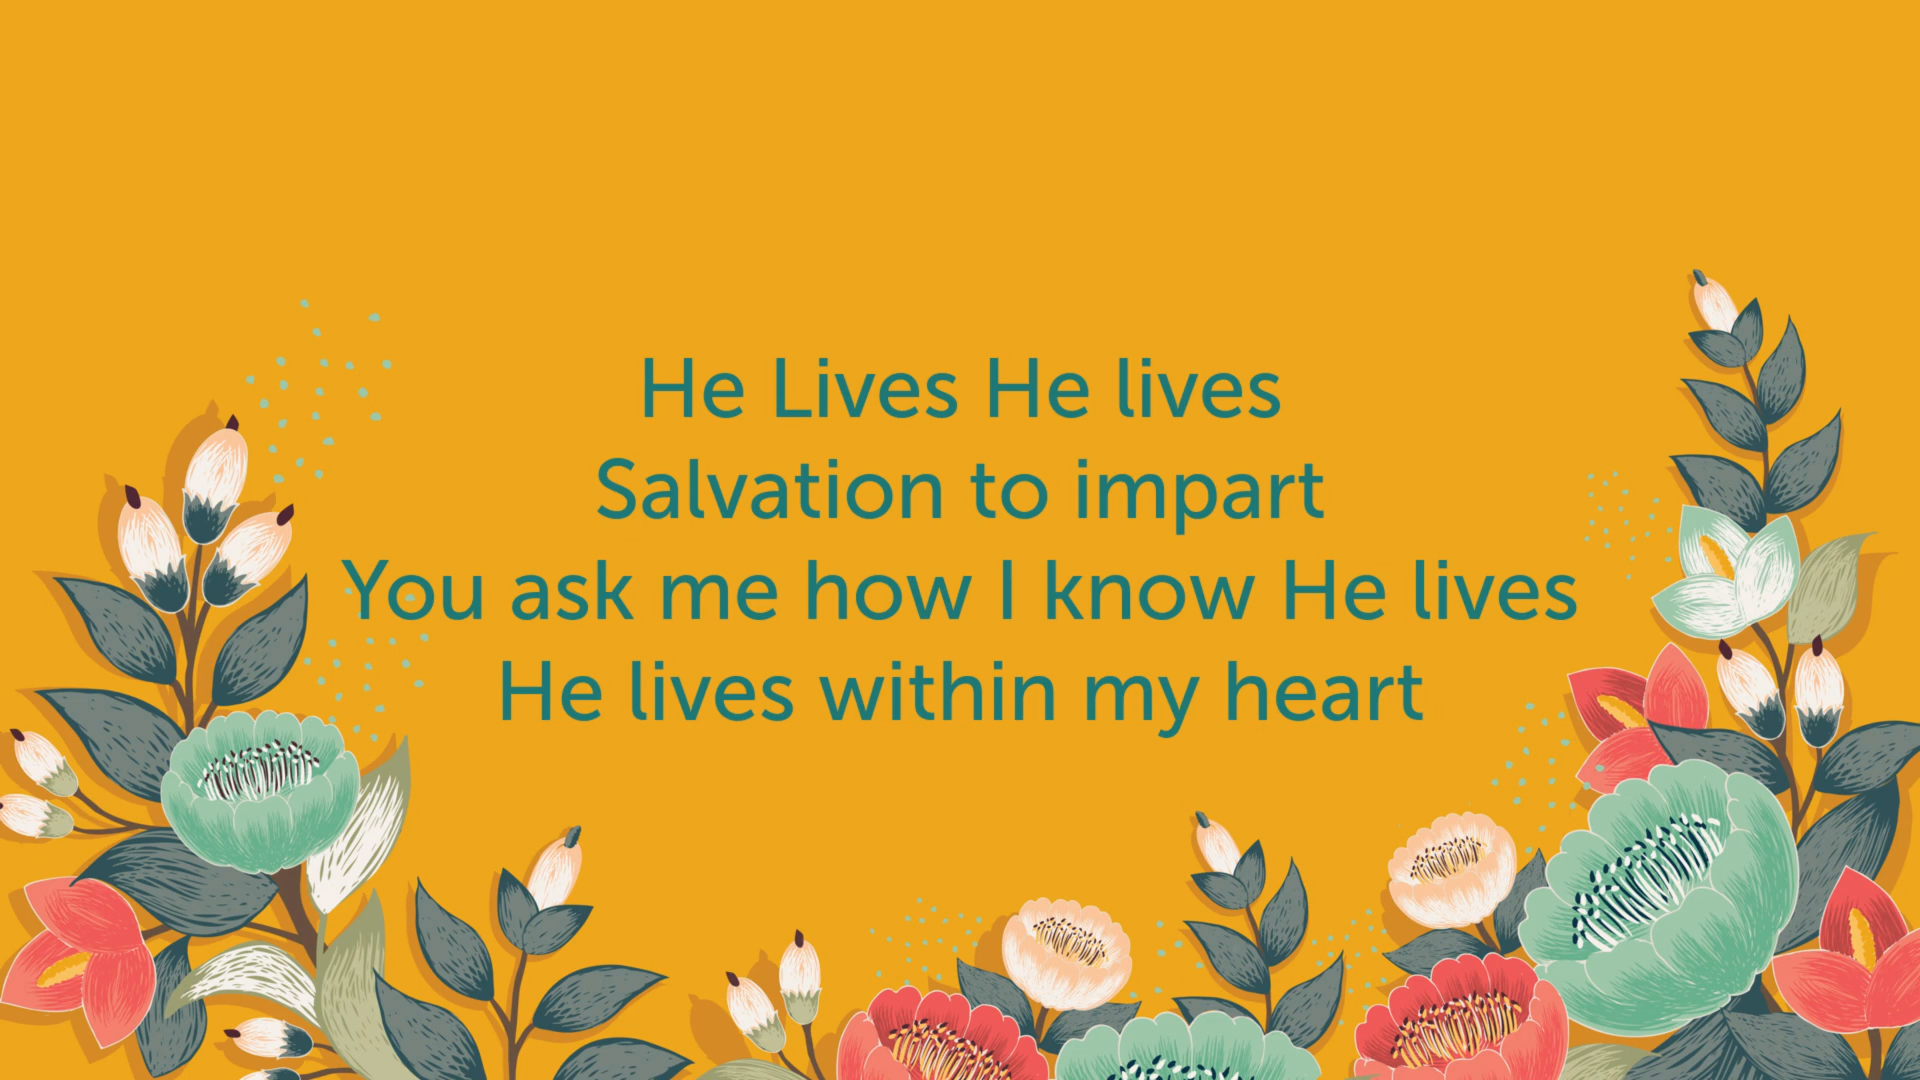 He Lives He lives
Salvation to impart
You ask me how I know He lives
He lives within my heart